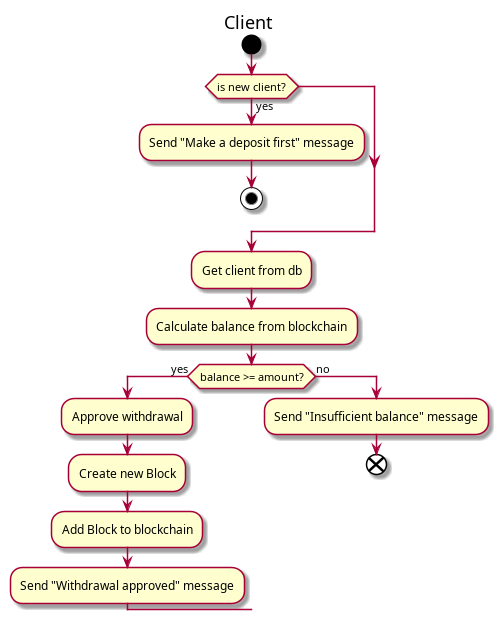 Client
is new client?
yes
Send "Make a deposit first" message
Get client from db
Calculate balance from blockchain
yes
balance >= amount?
no
Approve withdrawal
Send "Insufficient balance" message
Create new Block
Add Block to blockchain
Send "Withdrawal approved" message